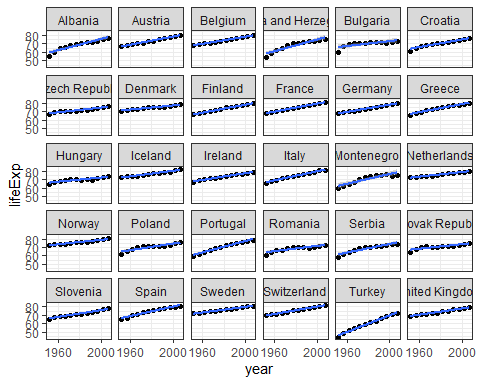 Albania Austria Belgium a and Herzeg Bulgaria Croatia
80
70
60
50
zech Republ Denmark Finland France Germany Greece
80
70
60
50
Hungary Iceland Ireland Italy Montenegro Netherlands
80
70
60
50
Norway Poland Portugal Romania Serbia ovak Repub
80
70
60
50
Slovenia Spain Sweden Switzerland Turkey nited Kingdo
80
70
60
50
1960 2000 1960 2000 1960 2000 1960 2000 1960 2000 1960 2000
lifeExp
year